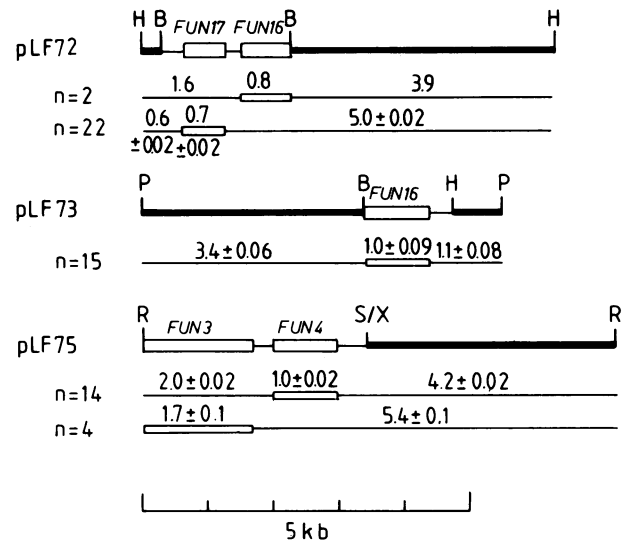 H B FUN17 FUN16 B H
pLF72
n=2 1.6 0.8 3.9
n=22 0.6 ±0.02 0.7 ±0.02 5.0±0.02
P B FUN16 H P
pLF73
n=15 3.4±0.06 1.0±0.09 1.1±0.08
R FUN3 FUN4 S/X R
pLF75
n=14 2.0±0.02 1.0±0.02 4.2±0.02
n=4 1.7±0.1 5.4±0.1
5kb